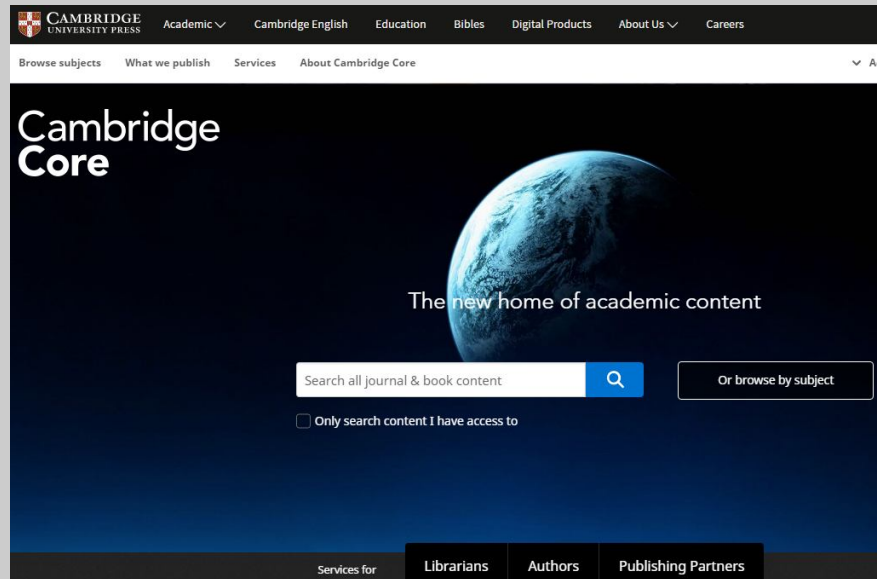 CAMBRIDGE
UNIVERSITY PRESS
Academic
Cambridge English
Education
Bibles
Digital Products
About Us
Careers
Browse subjects
What we publish
Services
About Cambridge Core
Cambridge
Core
The new home of academic content
Search all journal & book content
Or browse by subject
Only search content I have access to
Services for
Librarians
Authors
Publishing Partners